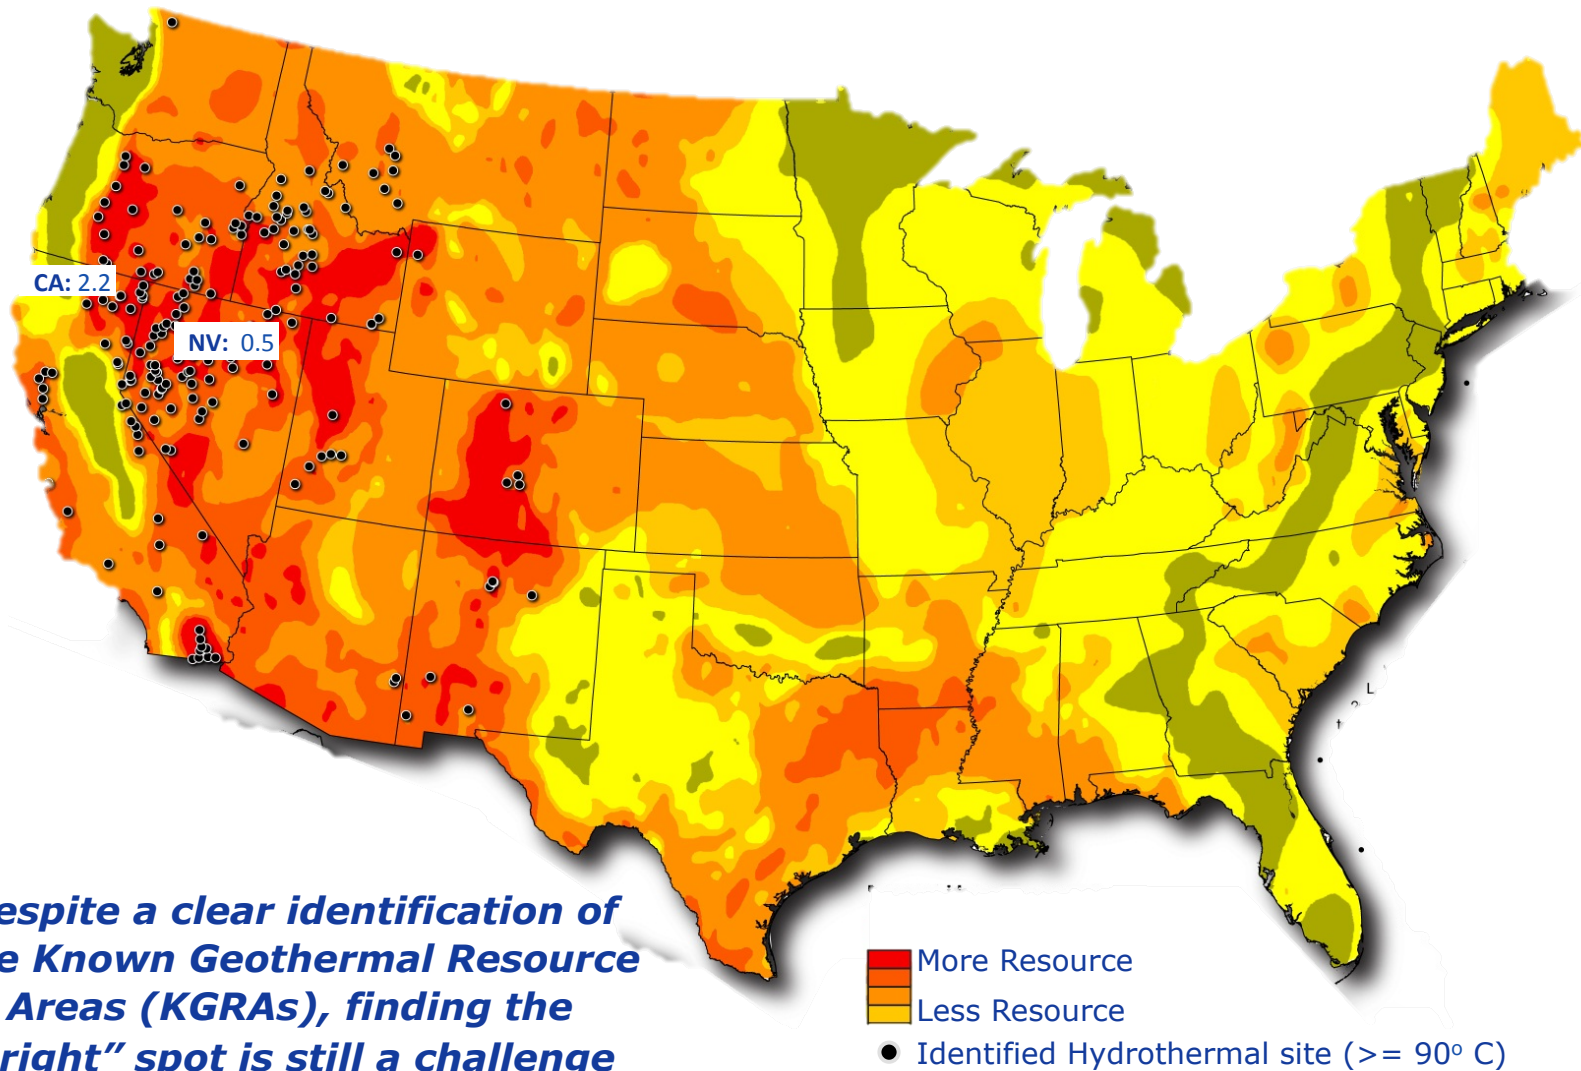 CA: 2.2
NV: 0.5
espite a clear identification of
e Known Geothermal Resource
Areas (KGRAs), finding the
right” spot is still a challenge
More Resource
Less Resource
Identified Hydrothermal site (>= 90º C)